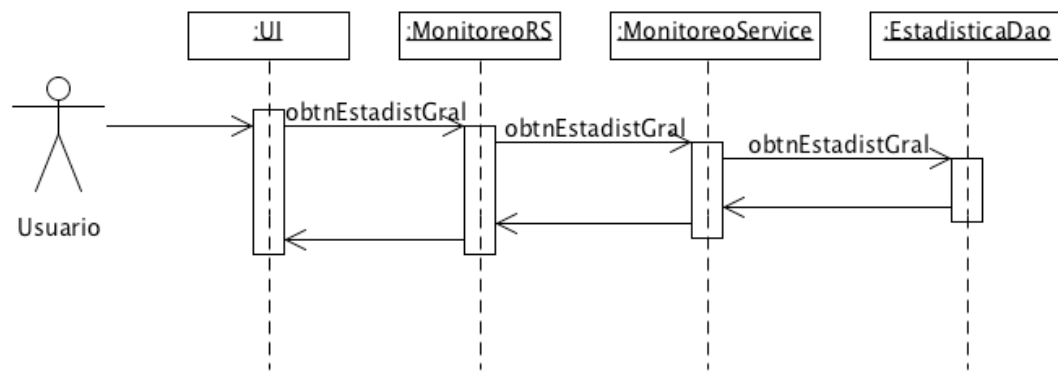 :UI
:MonitoreoRS
:MonitoreoService
:EstadisticaDao
obtnEstadistGral
obtnEstadistGral
obtnEstadistGral
Usuario